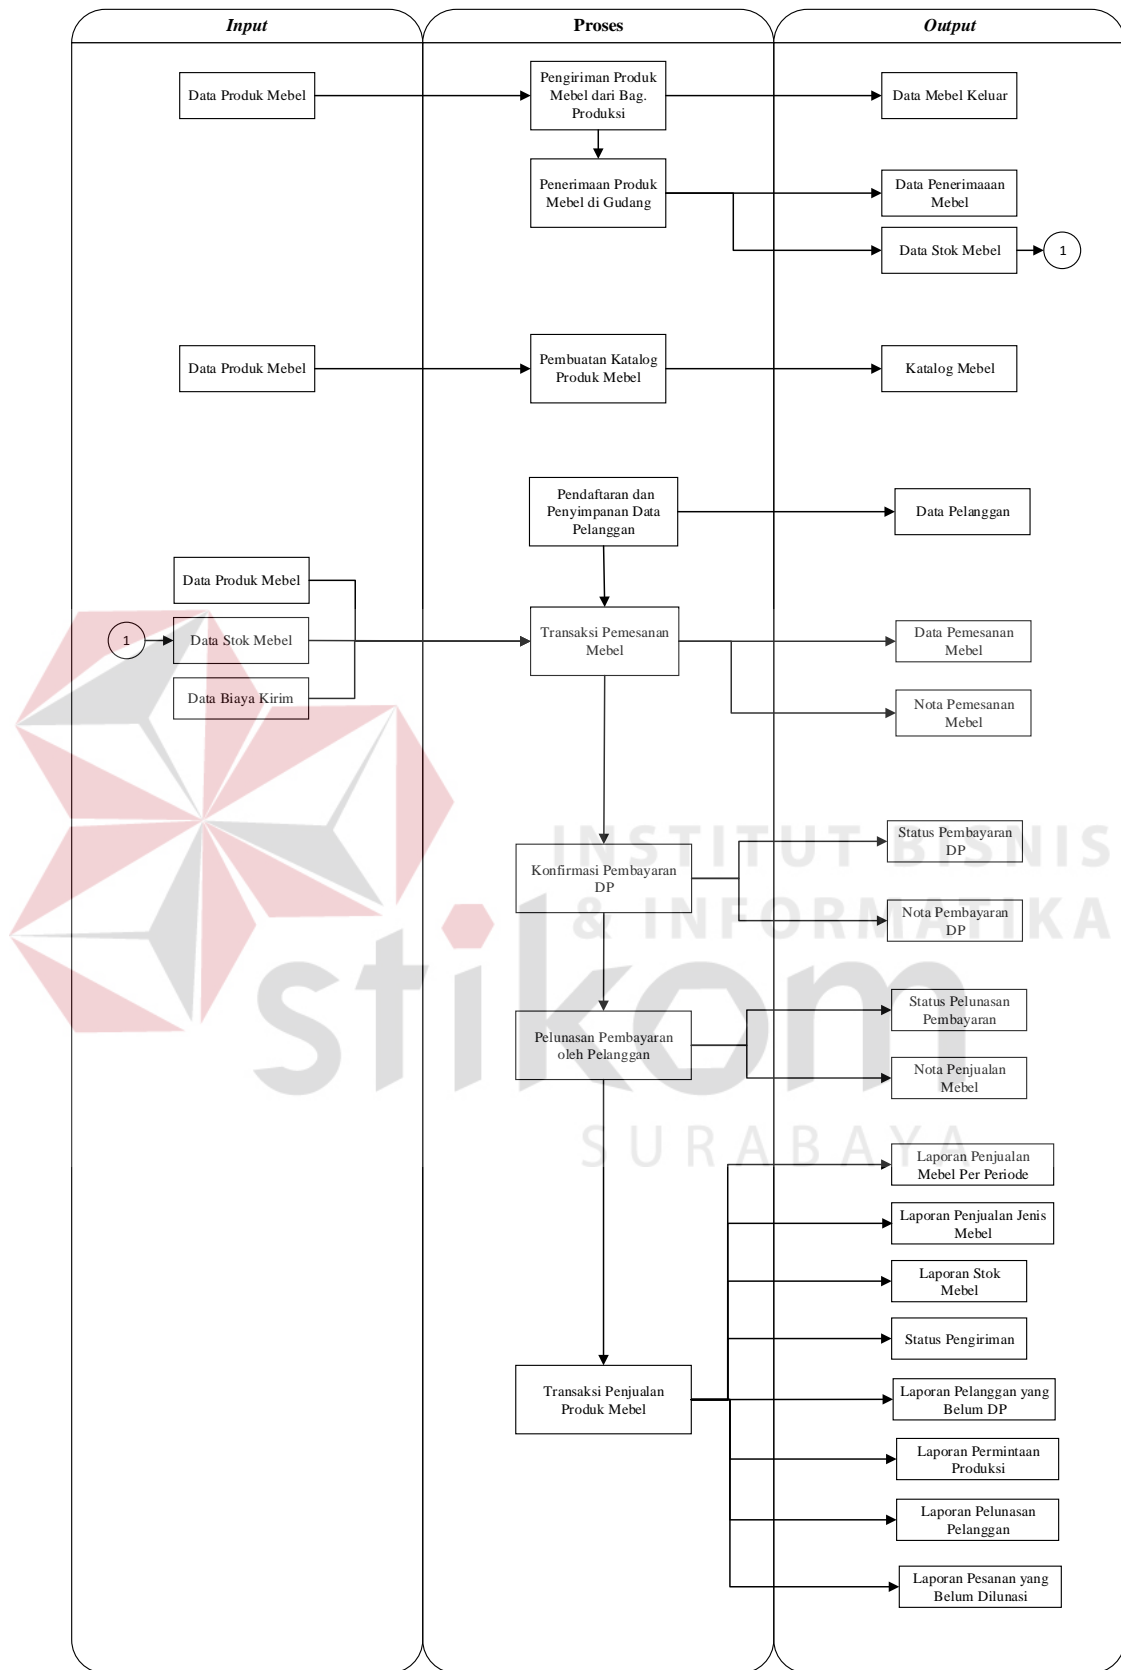 Input
Proses
Output
Data Produk Mebel
Pengiriman Produk
Mebel dari Bag.
Produksi
Data Mebel Keluar
Penerimaan Produk
Mebel di Gudang
Data Penerimaaan
Mebel
Data Stok Mebel
1
Data Produk Mebel
Pembuatan Katalog
Produk Mebel
Katalog Mebel
Pendaftaran dan
Penyimpanan Data
Pelanggan
Data Pelanggan
Data Produk Mebel
1
Data Stok Mebel
Data Biaya Kirim
Transaksi Pemesanan
Mebel
Data Pemesanan
Mebel
Nota Pemesanan
Mebel
Konfirmasi Pembayaran
DP
Status Pembayaran
DP
Nota Pembayaran
DP
Pelunasan Pembayaran
oleh Pelanggan
Status Pelunasan
Pembayaran
Nota Penjualan
Mebel
Transaksi Penjualan
Produk Mebel
Laporan Penjualan
Mebel Per Periode
Laporan Penjualan Jenis
Mebel
Laporan Stok
Mebel
Status Pengiriman
Laporan Pelanggan yang
Belum DP
Laporan Permintaan
Produksi
Laporan Pelunasan
Pelanggan
Laporan Pesanan yang
Belum Dilunasi
INSTITUT BISNIS
& INFORMATIKA
stikom
SURABAYA